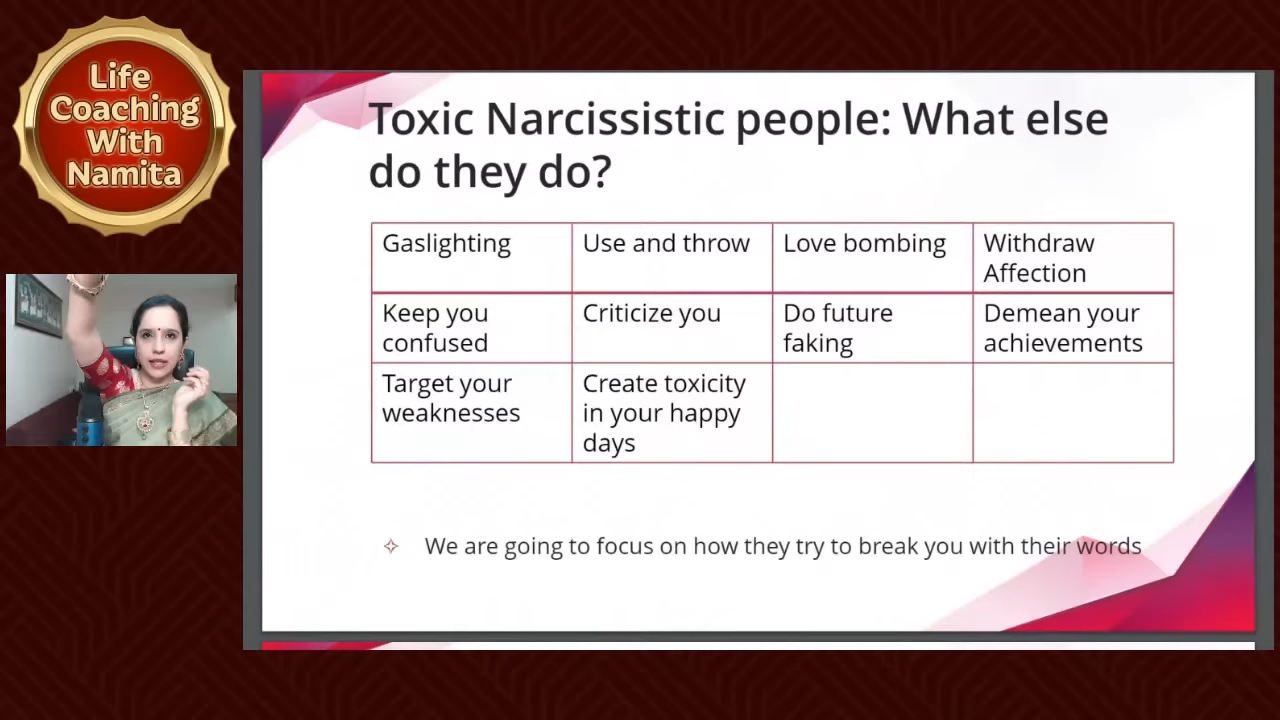 Life
Coaching
With
Namita
Toxic Narcissistic people: What else
do they do?
Gaslighting
Use and throw
Love bombing
Withdraw
Affection
Keep you
confused
Criticize you
Do future
faking
Demean your
achievements
Target your
weaknesses
Create toxicity
in your happy
days
We are going to focus on how they try to break you with their words